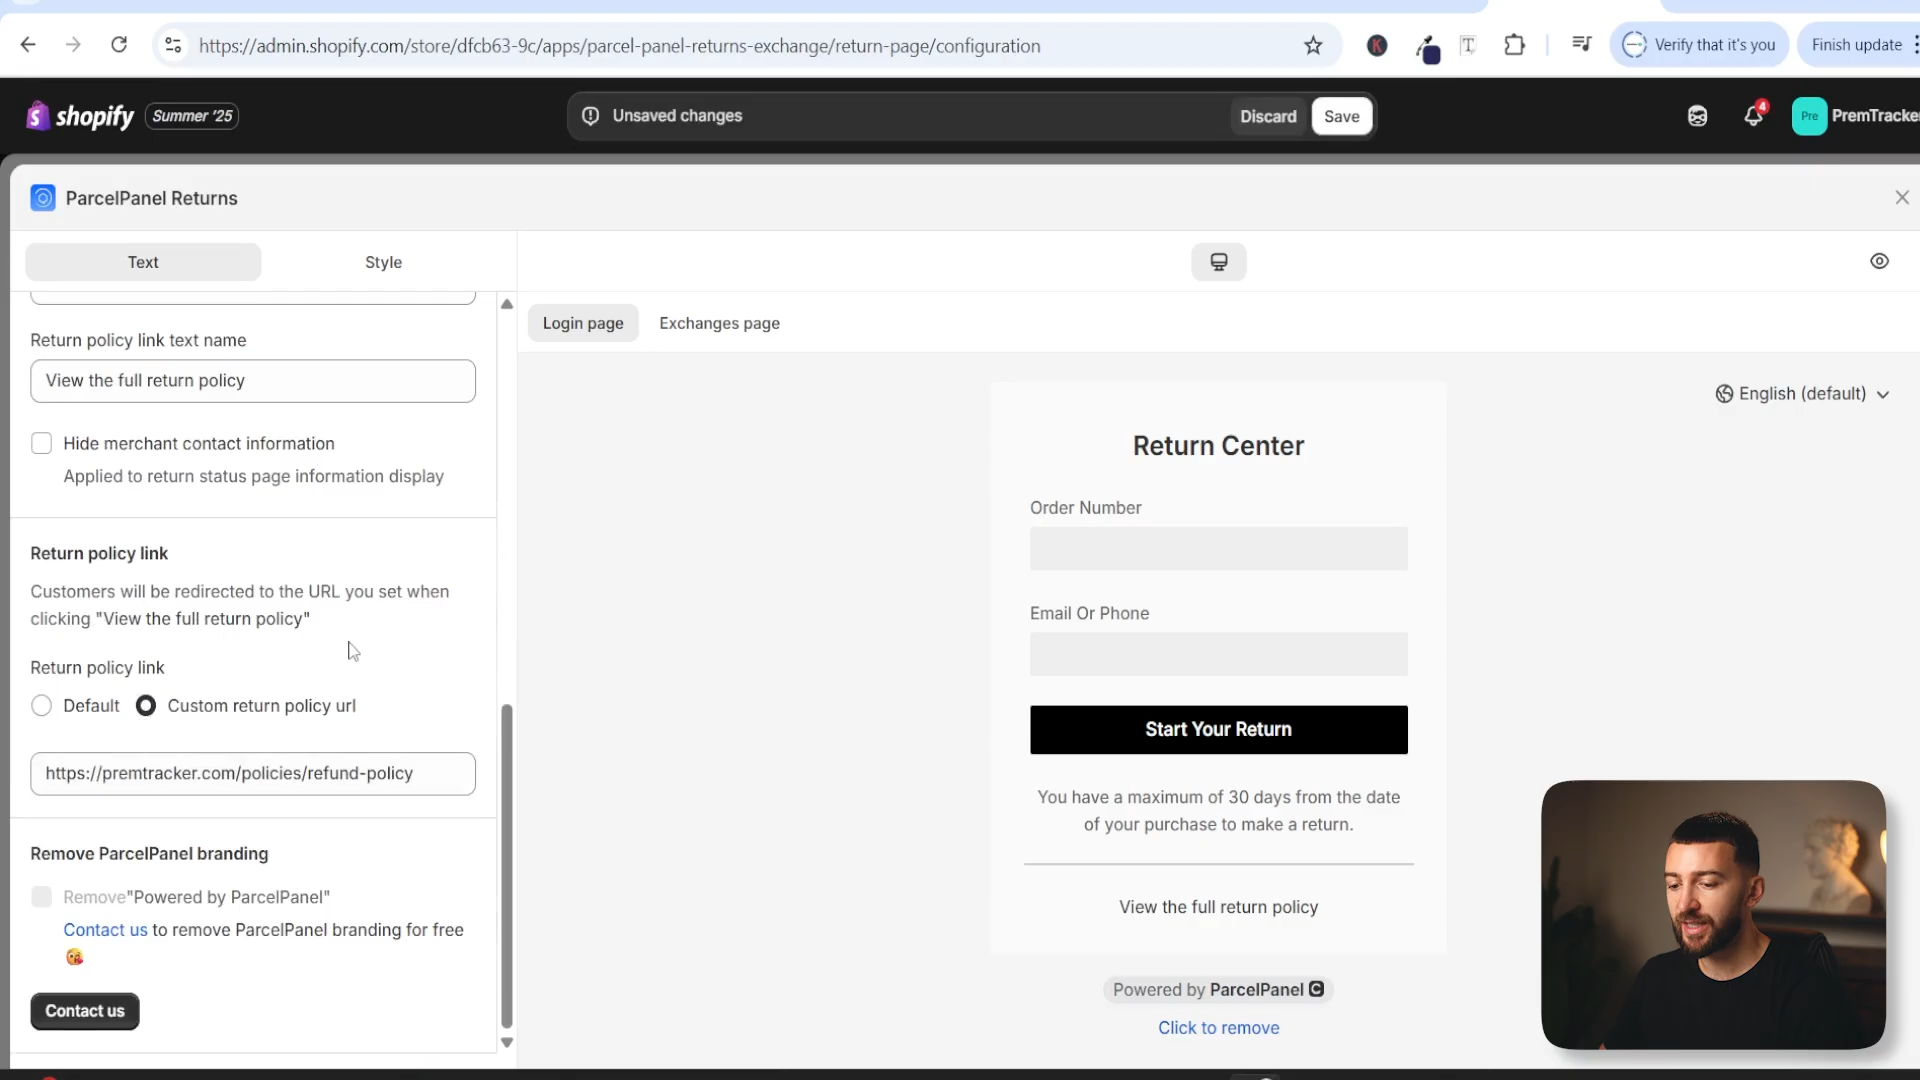 https://admin.shopify.com/store/dfcb63-9c/apps/parcel-panel-returns-exchange/return-page/configuration
K
T
Verify that it's you
Finish update
shopify
Summer '25
Unsaved changes
Discard
Save
4
Pre
PremTracker
ParcelPanel Returns
Text
Style
Login page
Exchanges page
Return policy link text name
View the full return policy
English (default)
Hide merchant contact information
Applied to return status page information display
Return Center
Order Number
Email Or Phone
Start Your Return
You have a maximum of 30 days from the date
of your purchase to make a return.
View the full return policy
Powered by ParcelPanel
Click to remove
Return policy link
Customers will be redirected to the URL you set when
clicking "View the full return policy"
Return policy link
Default
Custom return policy url
https://premtracker.com/policies/refund-policy
Remove ParcelPanel branding
Remove"Powered by ParcelPanel"
Contact us to remove ParcelPanel branding for free
Contact us